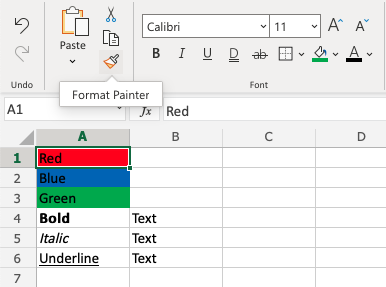 Undo
Paste
Calibri 11 A A
B I U D ab A
Font
Format Painter
A1 fx Red
A B C D
1 Red
2 Blue
3 Green
4 Bold Text
5 Italic Text
6 Underline Text
7